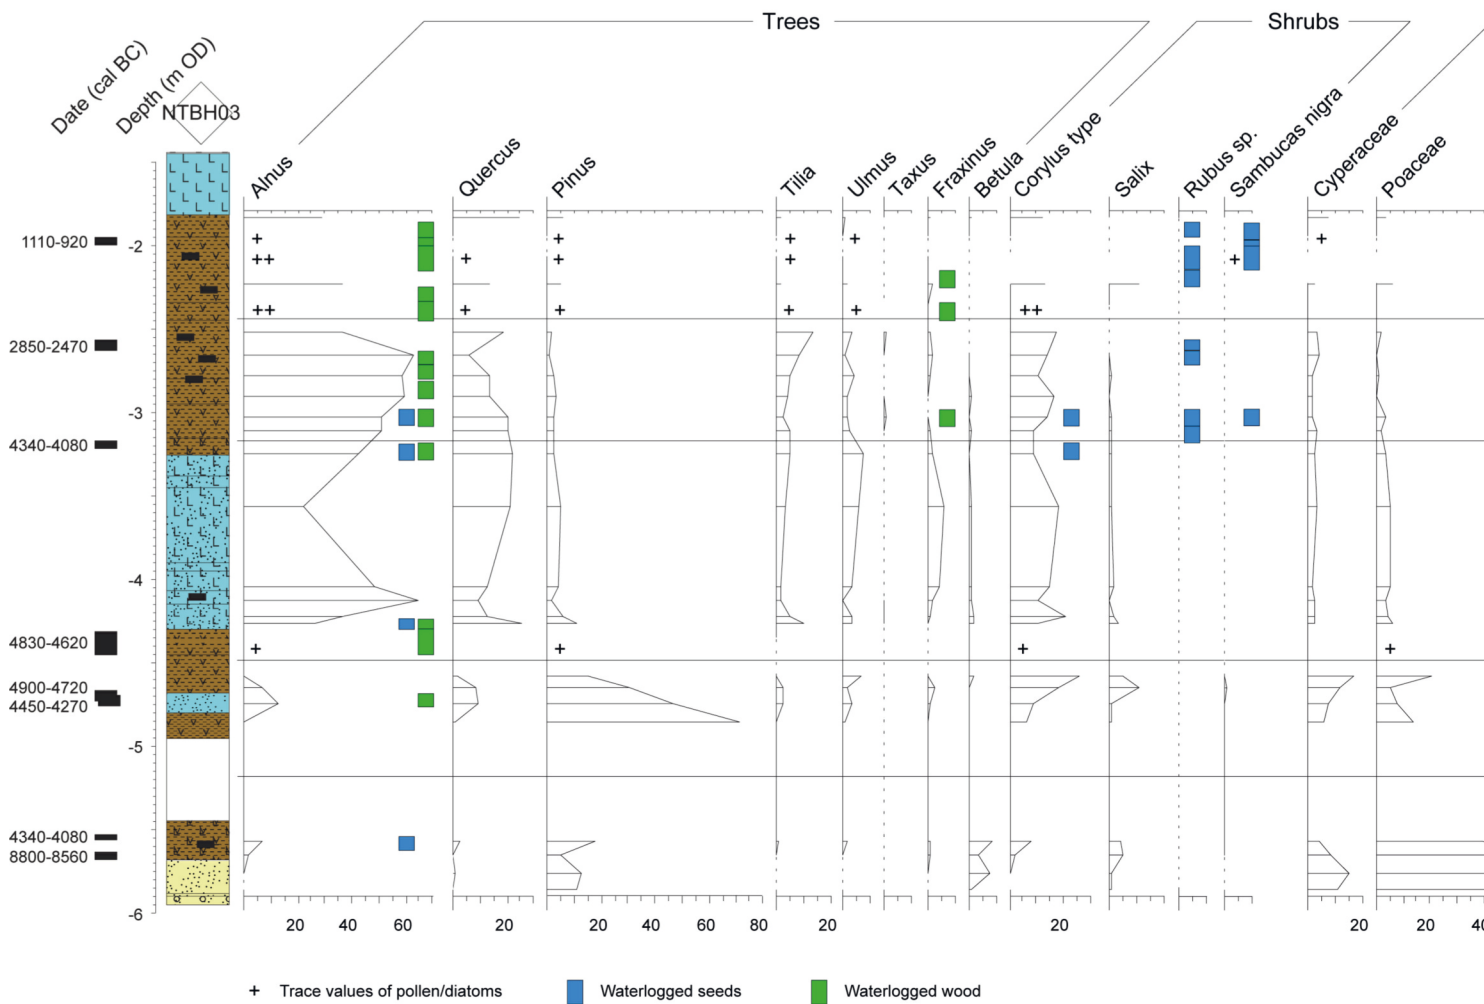 Trees
Shrubs
Date (cal BC)
Depth (m OD)
NTBH03
Alnus
Quercus
Pinus
Tilia
Ulmus
Taxus
Fraxinus
Betula
Corylus type
Salix
Rubus sp.
Sambucas nigra
Cyperaceae
Poaceae
1110-920
-2
+ + + + +
++ + + + +
++ + + + + ++
2850-2470
-3
4340-4080
-4
4830-4620
+ + + +
4900-4720
4450-4270
-5
4340-4080
8800-8560
-6
20 40 60 20 20 40 60 80 20 20 20 20 40
+ Trace values of pollen/diatoms Waterlogged seeds Waterlogged wood